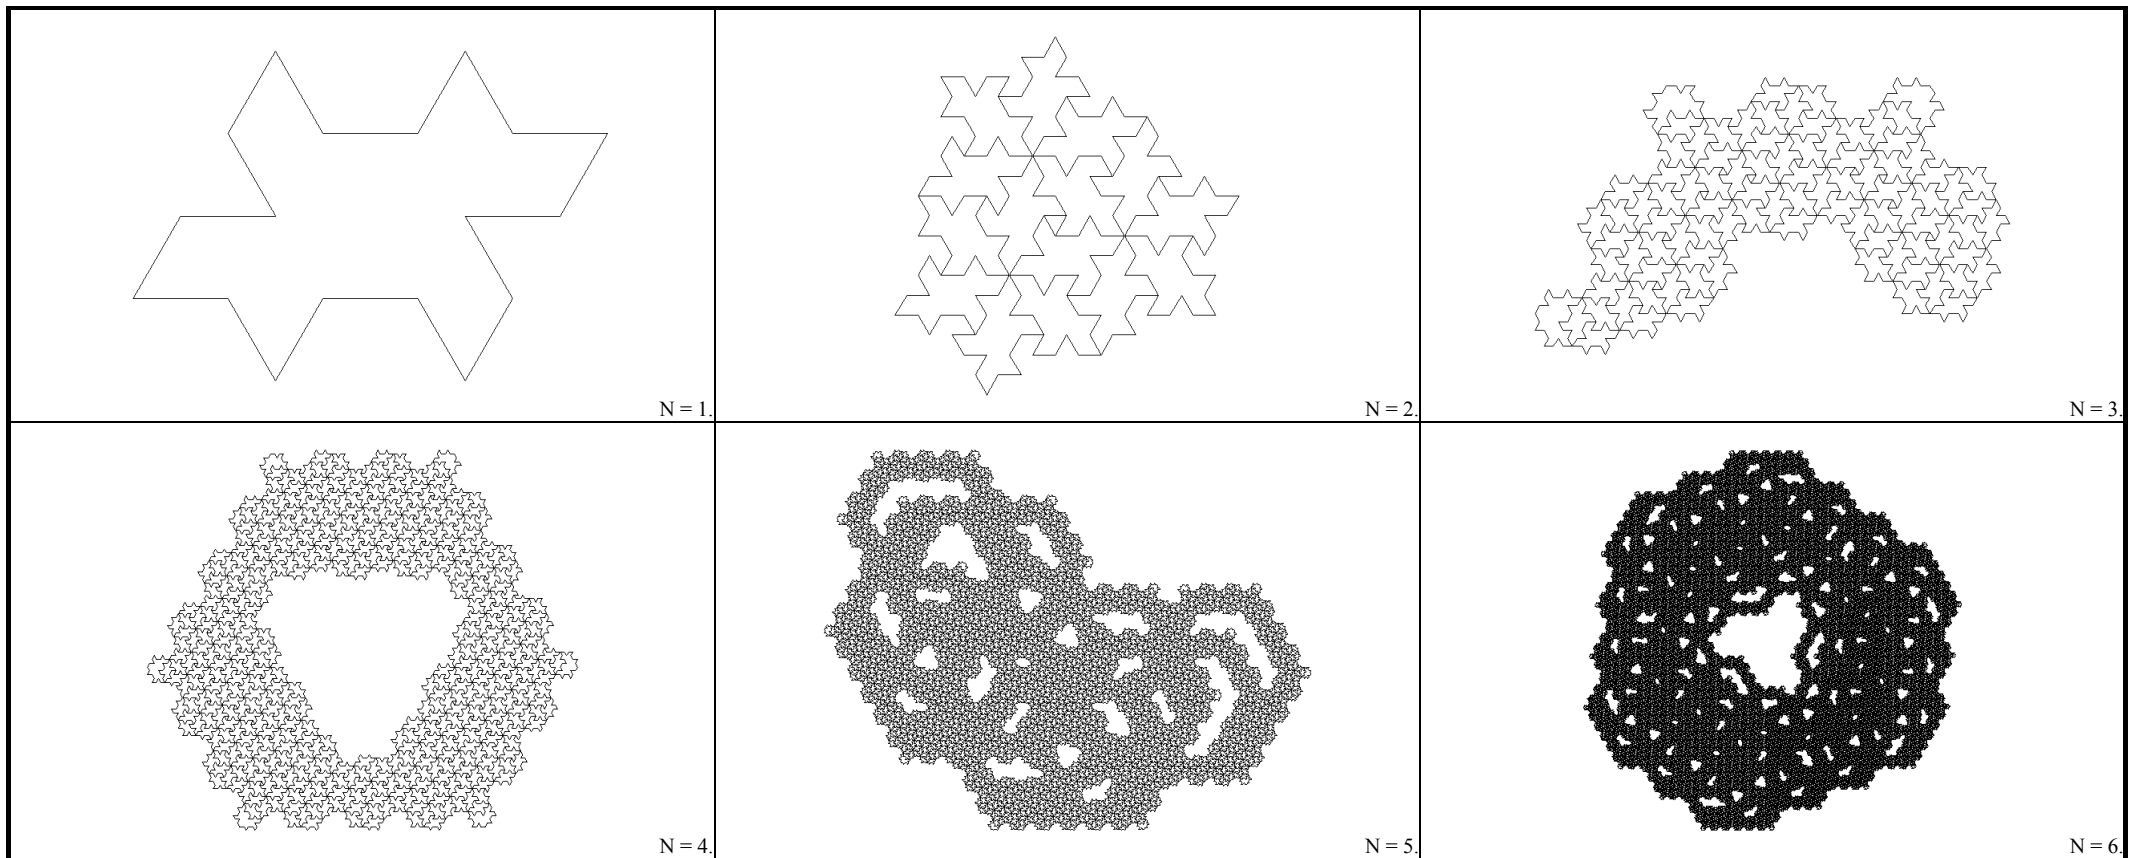 N = 1.
N = 2.
N = 3.
N = 4.
N = 5.
N = 6.